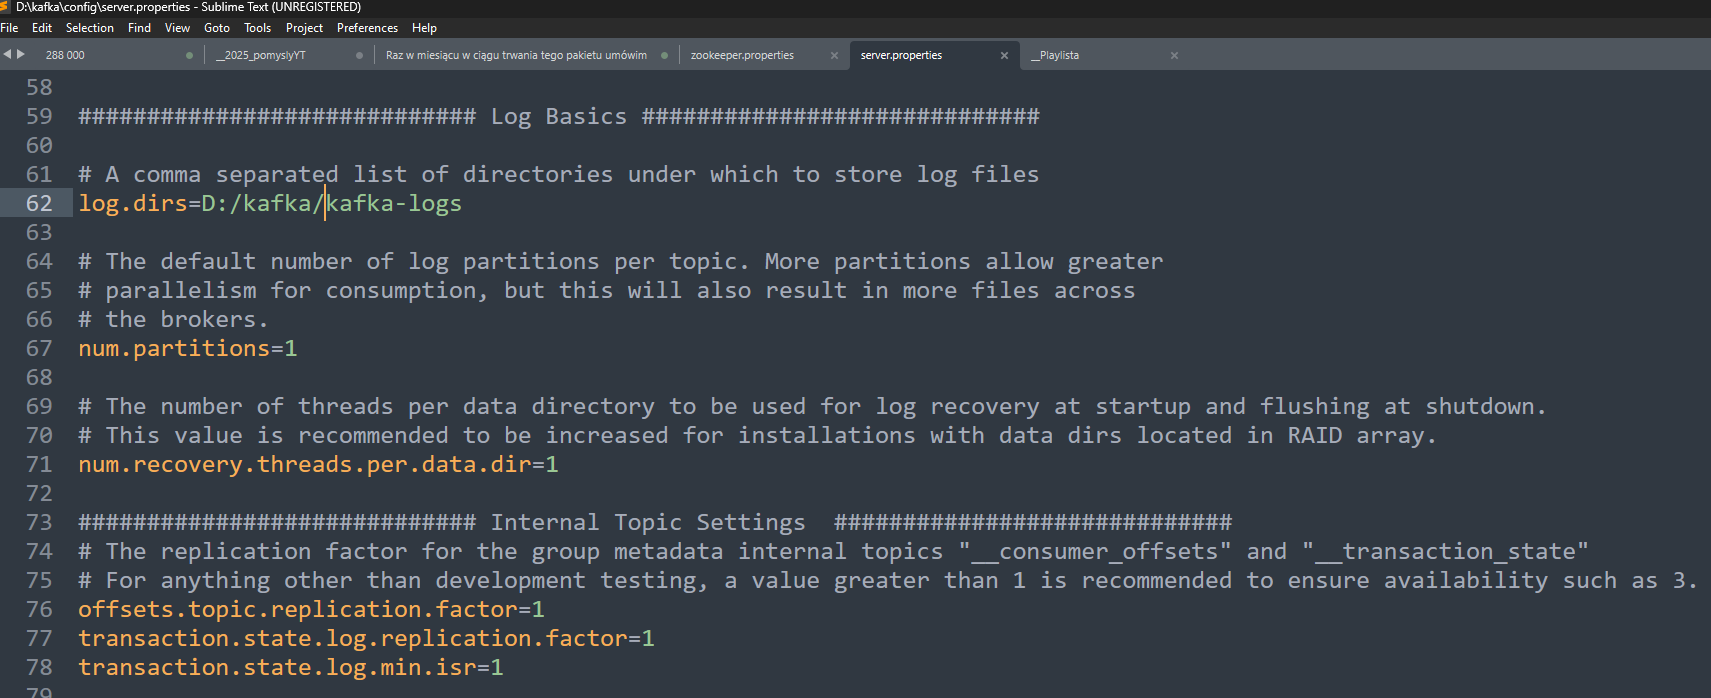 D:\kafka\config\server.properties - Sublime Text (UNREGISTERED)
File Edit Selection Find View Goto Tools Project Preferences Help
288 000 __2025_pomyslyYT Raz w miesiącu w ciągu trwania tego pakietu umówim zookeeper.properties server.properties __Playlista
58
59 ############################# Log Basics #############################
60
61 # A comma separated list of directories under which to store log files
62 log.dirs=D:/kafka/kafka-logs
63
64 # The default number of log partitions per topic. More partitions allow greater
65 # parallelism for consumption, but this will also result in more files across
66 # the brokers.
67 num.partitions=1
68
69 # The number of threads per data directory to be used for log recovery at startup and flushing at shutdown.
70 # This value is recommended to be increased for installations with data dirs located in RAID array.
71 num.recovery.threads.per.data.dir=1
72
73 ############################# Internal Topic Settings  #############################
74 # The replication factor for the group metadata internal topics "__consumer_offsets" and "__transaction_state"
75 # For anything other than development testing, a value greater than 1 is recommended to ensure availability such as 3.
76 offsets.topic.replication.factor=1
77 transaction.state.log.replication.factor=1
78 transaction.state.log.min.isr=1
79